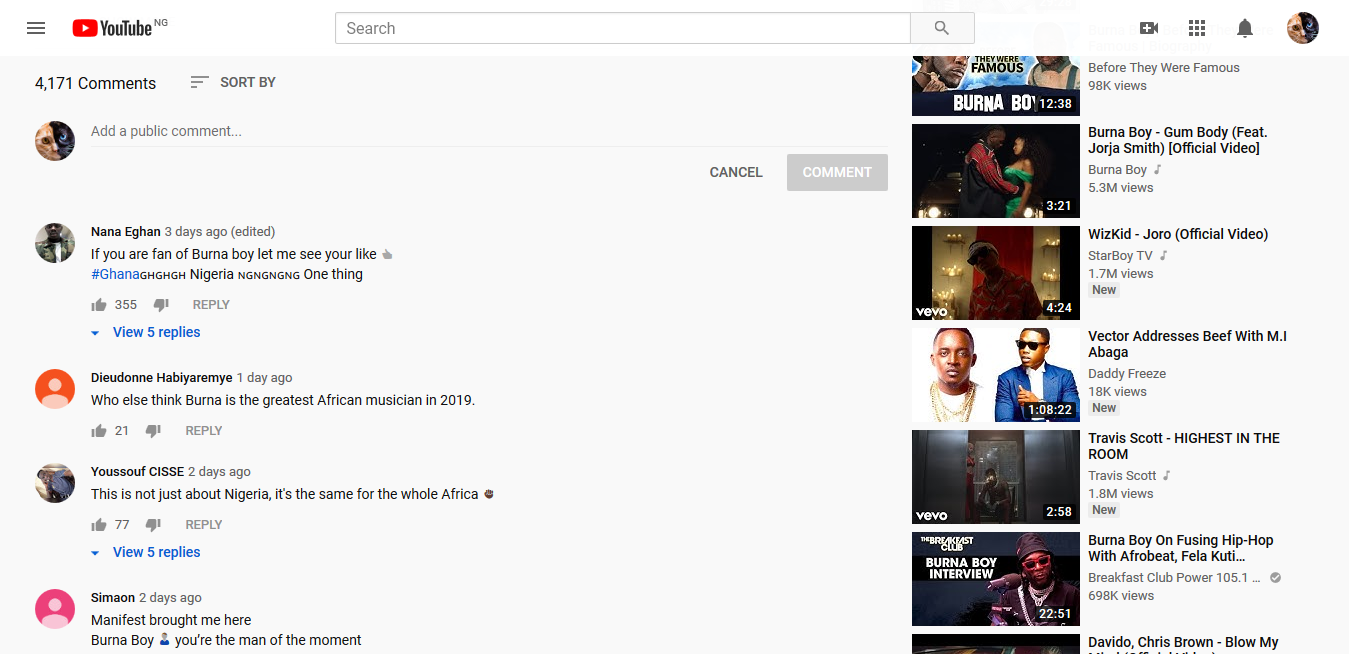 YouTube NG
Search
4,171 Comments
SORT BY
Add a public comment...
CANCEL
COMMENT
Nana Eghan 3 days ago (edited)
If you are fan of Burna boy let me see your like 👍
#GhanaGHGHGH Nigeria NGNGNGNG One thing
355
REPLY
View 5 replies
Dieudonne Habiyaremye 1 day ago
Who else think Burna is the greatest African musician in 2019.
21
REPLY
Youssouf CISSE 2 days ago
This is not just about Nigeria, it's the same for the whole Africa ✊🏿
77
REPLY
View 5 replies
Simaon 2 days ago
Manifest brought me here
Burna Boy you're the man of the moment
THEY WERE
FAMOUS
BURNA BOY
12:38
Before They Were Famous
98K views
3:21
Burna Boy - Gum Body (Feat.
Jorja Smith) [Official Video]
Burna Boy
5.3M views
vevo
4:24
WizKid - Joro (Official Video)
StarBoy TV
1.7M views
New
1:08:22
Vector Addresses Beef With M.I
Abaga
Daddy Freeze
18K views
New
vevo
2:58
Travis Scott - HIGHEST IN THE
ROOM
Travis Scott
1.8M views
New
THE BREAKFAST
CLUB
BURNA BOY
INTERVIEW
22:51
Burna Boy On Fusing Hip-Hop
With Afrobeat, Fela Kuti...
Breakfast Club Power 105.1 ...
698K views
Davido, Chris Brown - Blow My
Mind (Official Video)